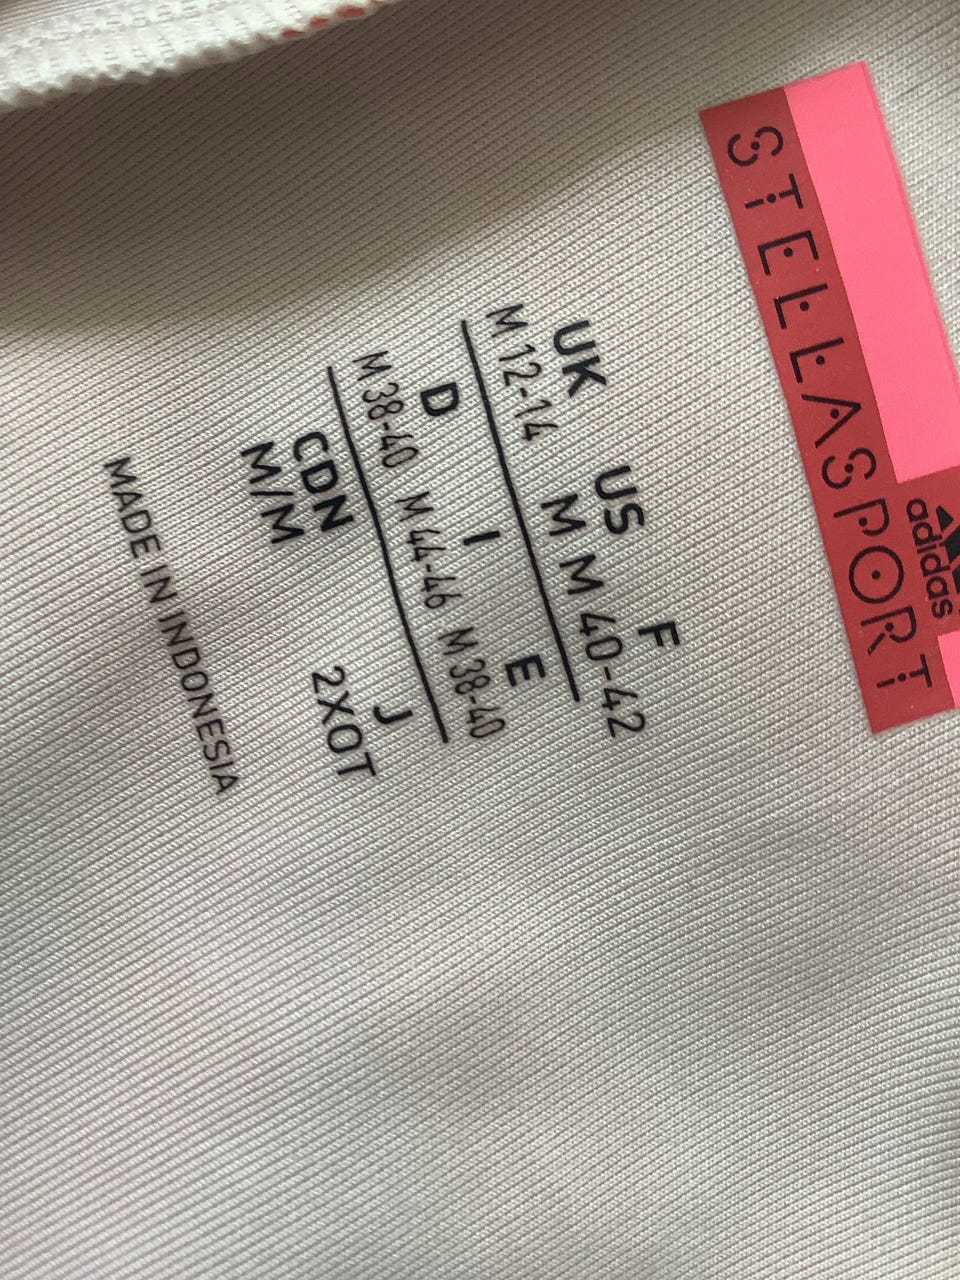 STELLASPORT
adidas
UK US F
M 12-14 M M 40-42
D I E
M 38-40 M 44-46 M 38-40
CDN J
M/M 2XOT
MADE IN INDONESIA